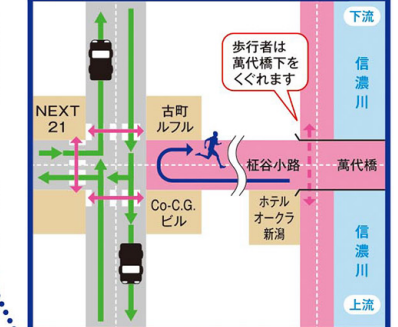 下流
歩行者は
萬代橋下を
くぐれます
信濃川
NEXT
21
古町
ルフル
柾谷小路
萬代橋
Co-C.G.
ビル
ホテル
オークラ
新潟
信濃川
上流